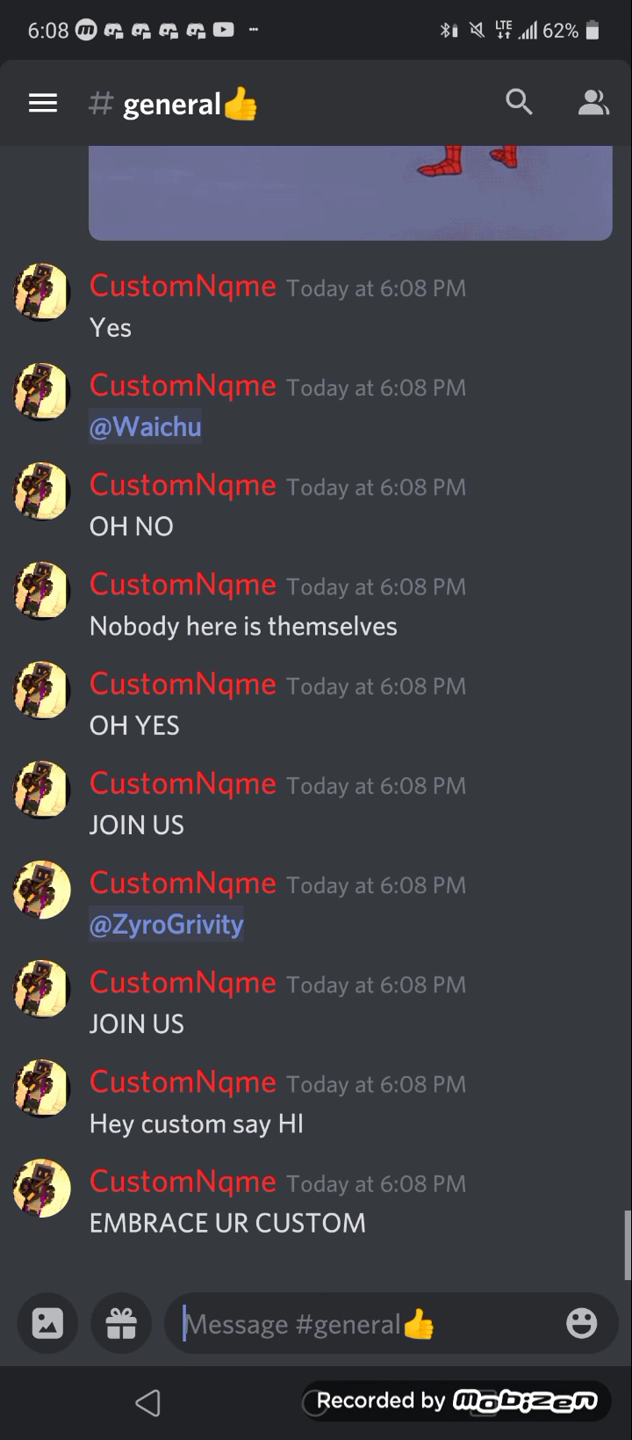 6:08 LTE 62%
# general👍
CustomNqme Today at 6:08 PM
Yes
CustomNqme Today at 6:08 PM
@Waichu
CustomNqme Today at 6:08 PM
OH NO
CustomNqme Today at 6:08 PM
Nobody here is themselves
CustomNqme Today at 6:08 PM
OH YES
CustomNqme Today at 6:08 PM
JOIN US
CustomNqme Today at 6:08 PM
@ZyroGrivity
CustomNqme Today at 6:08 PM
JOIN US
CustomNqme Today at 6:08 PM
Hey custom say HI
CustomNqme Today at 6:08 PM
EMBRACE UR CUSTOM
Message #general👍
Recorded by mobizen